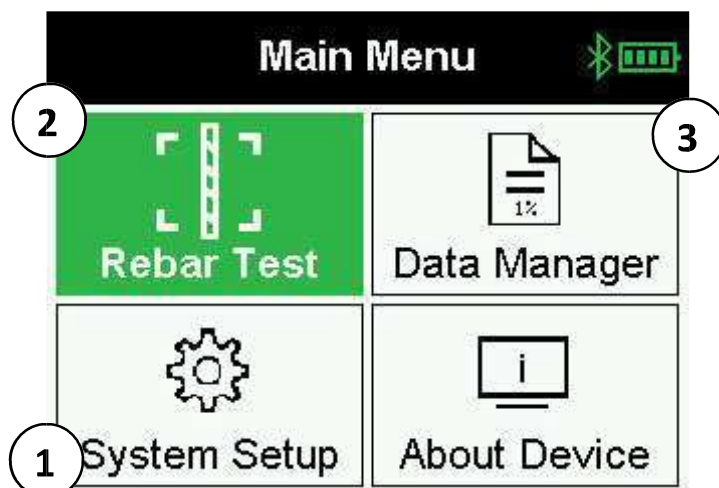 Main Menu
2
3
1%
Rebar Test
Data Manager
i
1
System Setup
About Device